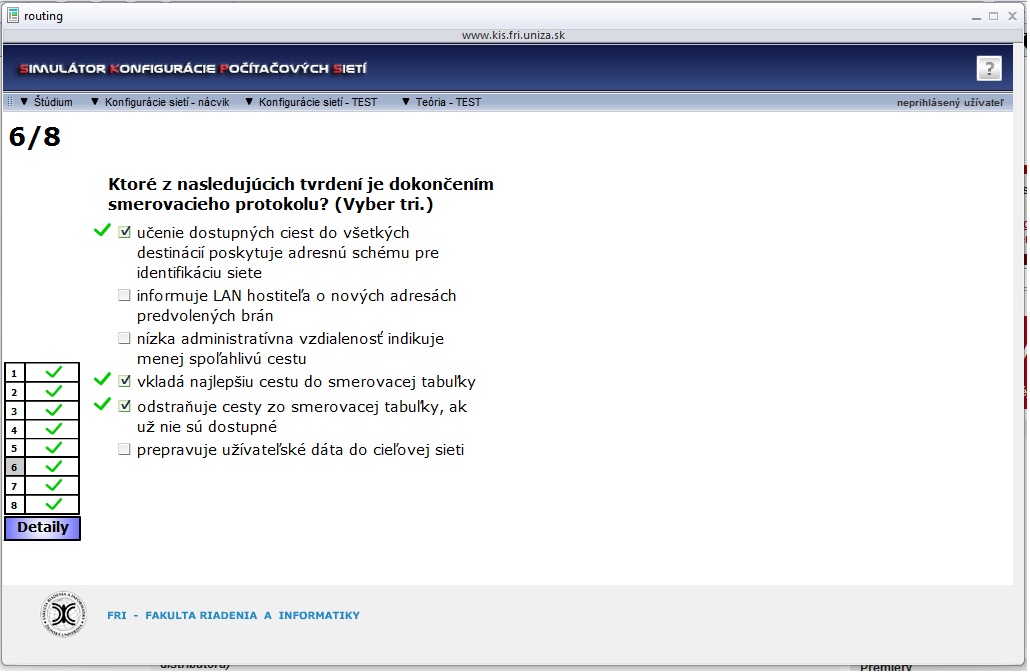 routing
www.kis.fri.uniza.sk
SIMULÁTOR KONFIGURÁCIE POČÍTAČOVÝCH SIETÍ
?
Štúdium Konfigurácie sietí - nácvik Konfigurácie sietí - TEST Teória - TEST neprihlásený užívateľ
6/8
Ktoré z nasledujúcich tvrdení je dokončením
smerovacieho protokolu? (Vyber tri.)
učenie dostupných ciest do všetkých
destinácií poskytuje adresnú schému pre
identifikáciu siete
informuje LAN hostiteľa o nových adresách
predvolených brán
nízka administratívna vzdialenosť indikuje
menej spoľahlivú cestu
vkladá najlepšiu cestu do smerovacej tabuľky
odstraňuje cesty zo smerovacej tabuľky, ak
už nie sú dostupné
prepravuje užívateľské dáta do cieľovej sieti
1
2
3
4
5
6
7
8
Detaily
FRI - FAKULTA RIADENIA A INFORMATIKY
distribútora)
Premiéry